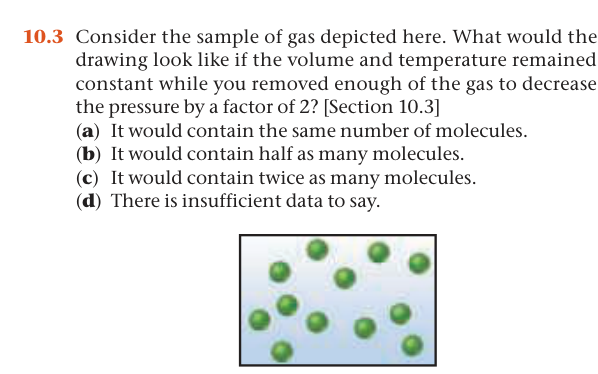 10.3 Consider the sample of gas depicted here. What would the
drawing look like if the volume and temperature remained
constant while you removed enough of the gas to decrease
the pressure by a factor of 2? [Section 10.3]
(a) It would contain the same number of molecules.
(b) It would contain half as many molecules.
(c) It would contain twice as many molecules.
(d) There is insufficient data to say.